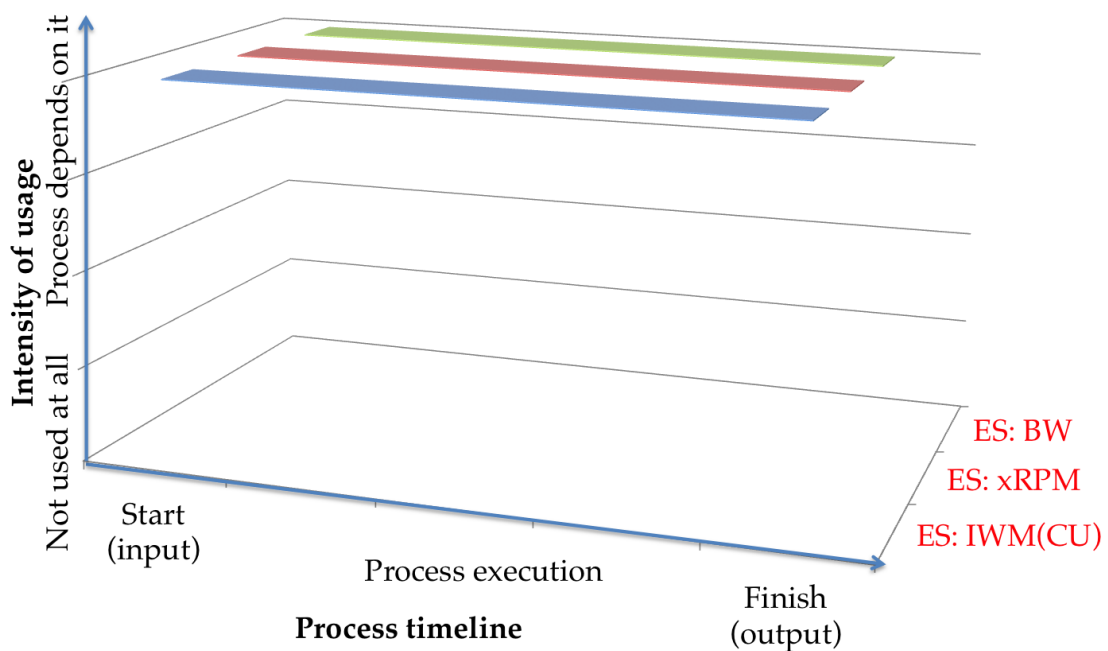 Intensity of usage
Not used at all Process depends on it
ES: BW
ES: xRPM
ES: IWM(CU)
Start
(input)
Process execution
Finish
(output)
Process timeline